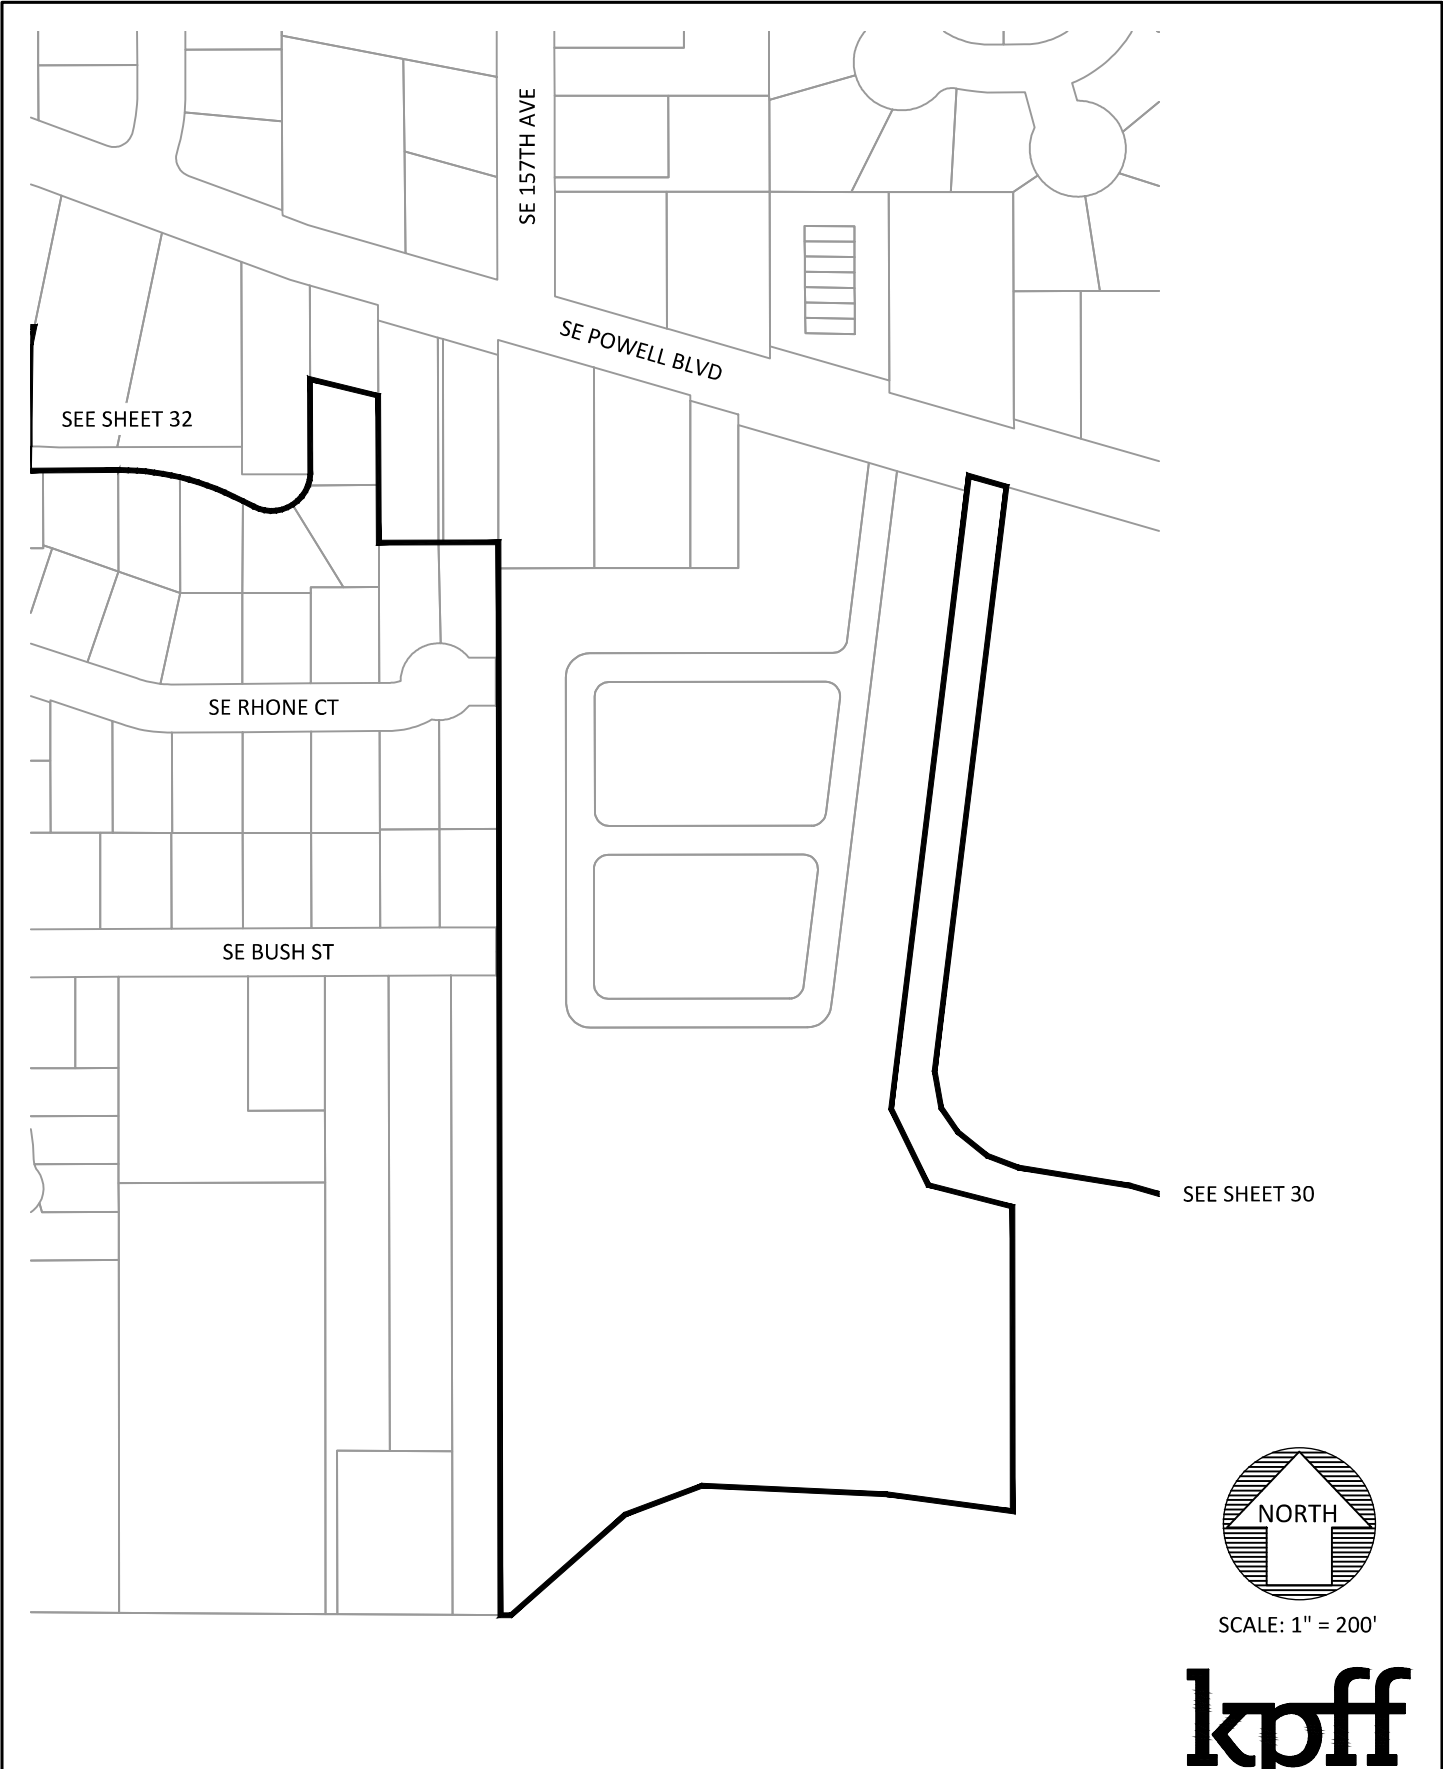 SE 157TH AVE
SE POWELL BLVD
SEE SHEET 32
SE RHONE CT
SE BUSH ST
SEE SHEET 30
NORTH
SCALE: 1" = 200'
kpff